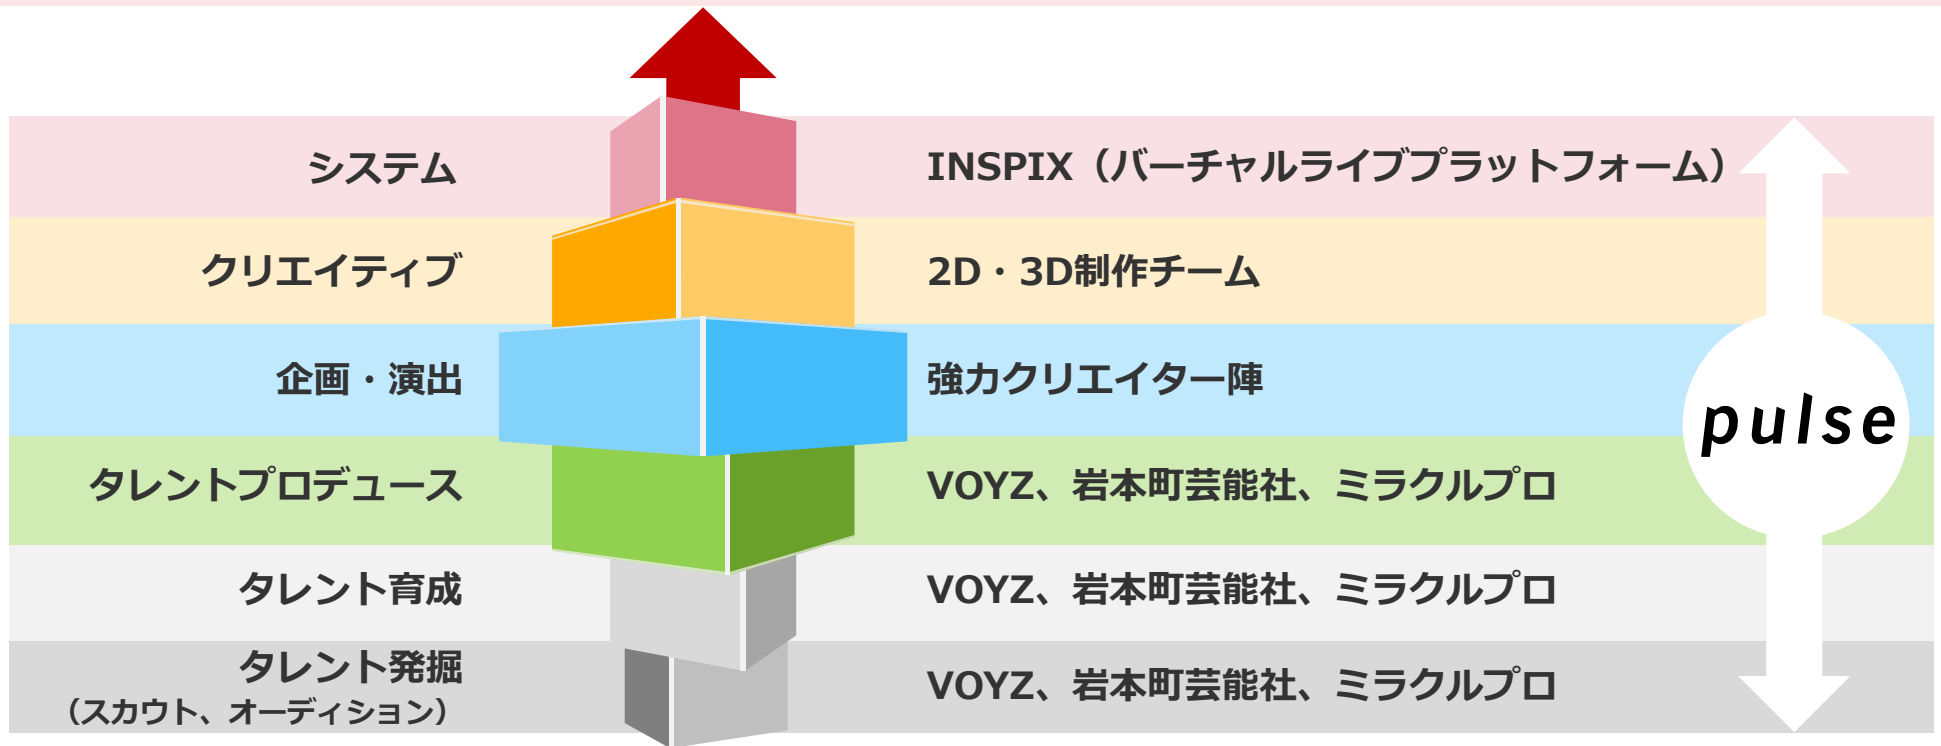 システム
INSPIX（バーチャルライブプラットフォーム）
クリエイティブ
2D・3D制作チーム
企画・演出
強力クリエイター陣
pulse
タレントプロデュース
VOYZ、岩本町芸能社、ミラクルプロ
タレント育成
VOYZ、岩本町芸能社、ミラクルプロ
タレント発掘
（スカウト、オーディション）
VOYZ、岩本町芸能社、ミラクルプロ